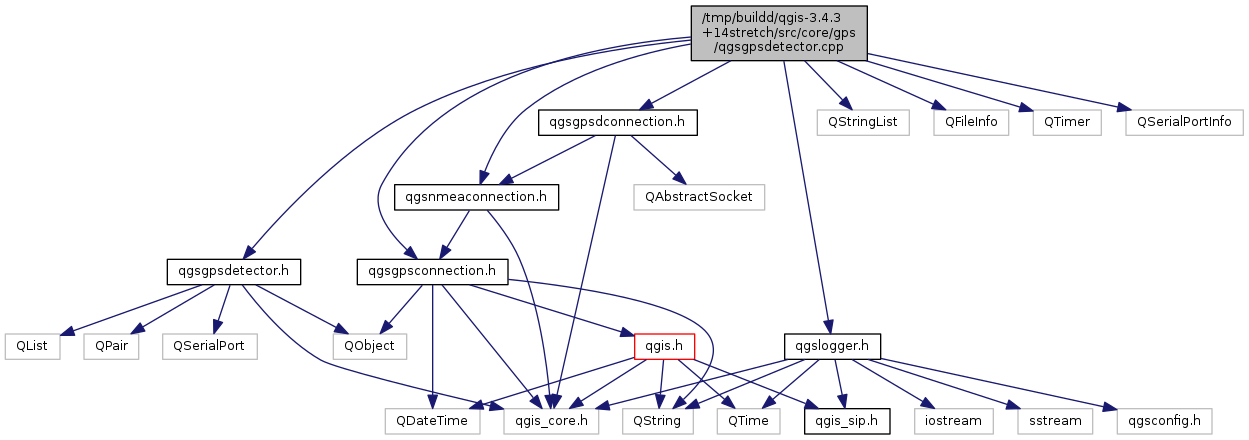 /tmp/buildd/qgis-3.4.3
+14stretch/src/core/gps
/qgsgpsdetector.cpp
qgsgpsdconnection.h
QStringList
QFileInfo
QTimer
QSerialPortInfo
qgsnmeaconnection.h
QAbstractSocket
qgsgpsdetector.h
qgsgpsconnection.h
QList
QPair
QSerialPort
QObject
qgis.h
qgslogger.h
QDateTime
qgis_core.h
QString
QTime
qgis_sip.h
iostream
sstream
qgsconfig.h